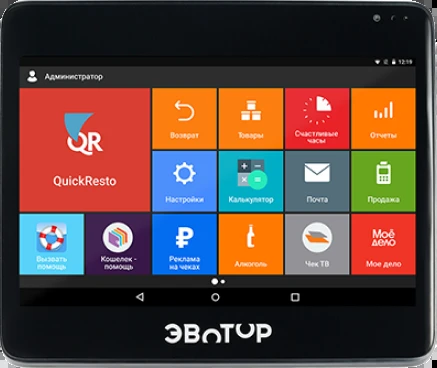 12:19
Администратор
QR
QuickResto
Возврат
Товары
Счастливые
часы
Отчеты
Настройки
Калькулятор
Почта
Продажа
Вызвать
помощь
Кошелек -
помощь
Реклама
на чеках
Алкоголь
Чек ТВ
Моё
дело
Мое дело
ЭВОТОР